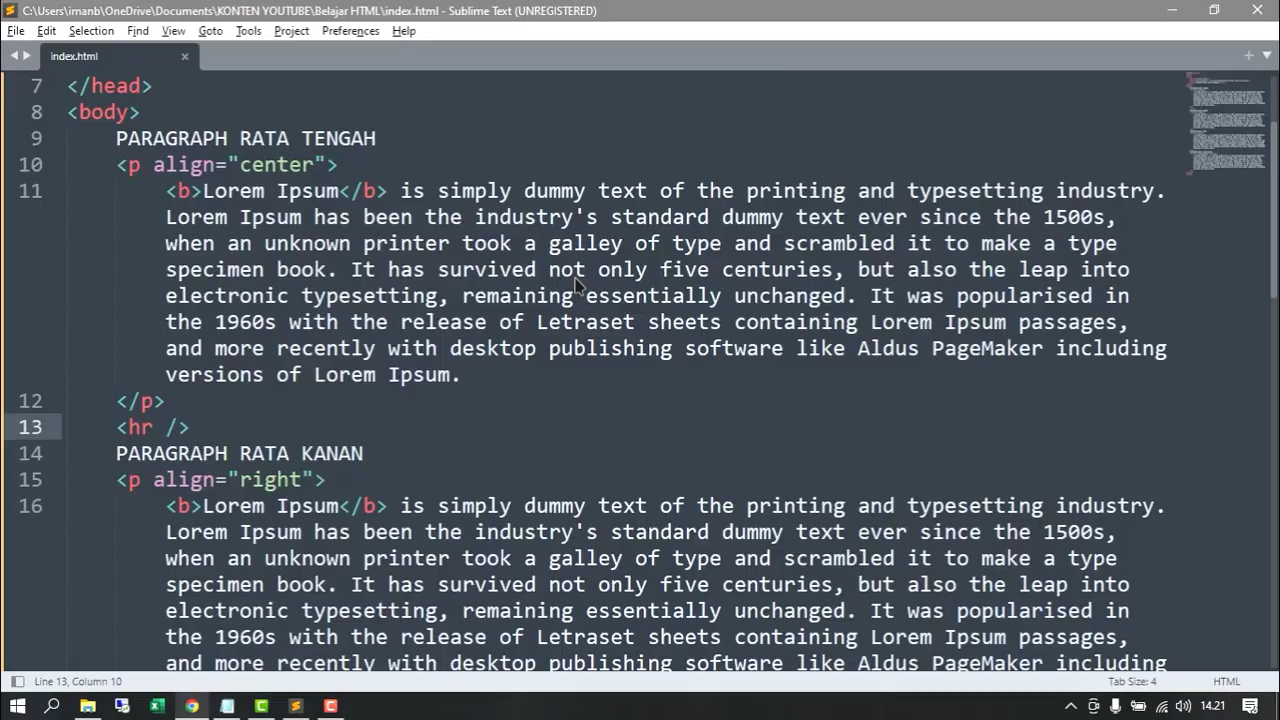 C:\Users\imanb\OneDrive\Documents\KONTEN YOUTUBE\Belajar HTML\index.html - Sublime Text (UNREGISTERED)
File Edit Selection Find View Goto Tools Project Preferences Help
index.html
7 </head>
8 <body>
9 PARAGRAPH RATA TENGAH
10 <p align="center">
11 <b>Lorem Ipsum</b> is simply dummy text of the printing and typesetting industry.
Lorem Ipsum has been the industry's standard dummy text ever since the 1500s,
when an unknown printer took a galley of type and scrambled it to make a type
specimen book. It has survived not only five centuries, but also the leap into
electronic typesetting, remaining essentially unchanged. It was popularised in
the 1960s with the release of Letraset sheets containing Lorem Ipsum passages,
and more recently with desktop publishing software like Aldus PageMaker including
versions of Lorem Ipsum.
12 </p>
13 <hr />
14 PARAGRAPH RATA KANAN
15 <p align="right">
16 <b>Lorem Ipsum</b> is simply dummy text of the printing and typesetting industry.
Lorem Ipsum has been the industry's standard dummy text ever since the 1500s,
when an unknown printer took a galley of type and scrambled it to make a type
specimen book. It has survived not only five centuries, but also the leap into
electronic typesetting, remaining essentially unchanged. It was popularised in
the 1960s with the release of Letraset sheets containing Lorem Ipsum passages,
and more recently with desktop publishing software like Aldus PageMaker including
Line 13, Column 10 Tab Size: 4 HTML
14.21